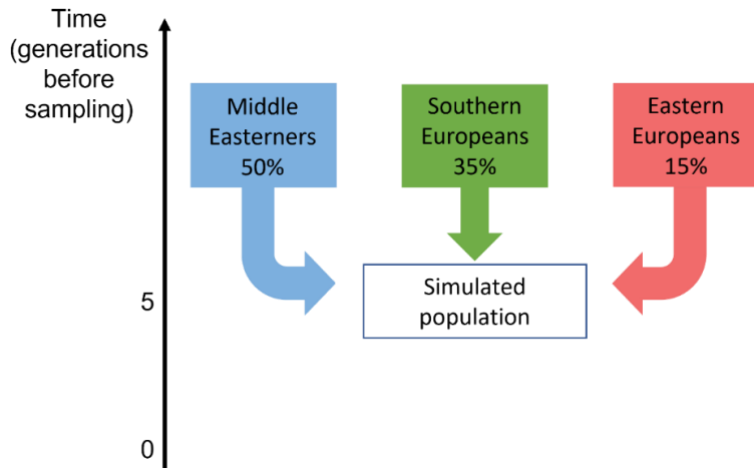 Time
(generations
before
sampling)
Middle
Easterners
50%
Southern
Europeans
35%
Eastern
Europeans
15%
Simulated
population
5
0